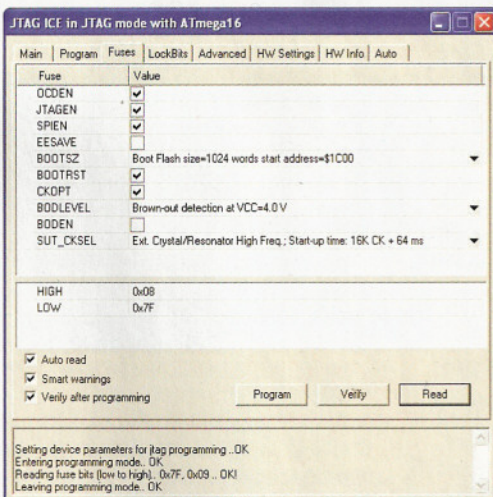 JTAG ICE in JTAG mode with ATmega16
Main Program Fuses LockBits Advanced HW Settings HW Info Auto
Fuse Value
OCDEN
JTAGEN
SPIEN
EESAVE
BOOTSZ Boot Flash size=1024 words start address=$1C00
BOOTRST
CKOPT
BODLEVEL Brown-out detection at VCC=4.0 V
BODEN
SUT_CKSEL Ext. Crystal/Resonator High Freq.; Start-up time: 16K CK + 64 ms
HIGH 0x08
LOW 0x7F
Auto read
Smart warnings
Verify after programming
Program Verify Read
Setting device parameters for jtag programming ..OK
Entering programming mode.. OK
Reading fuse bits (low to high).. 0x7F, 0x09 .. OK!
Leaving programming mode.. OK